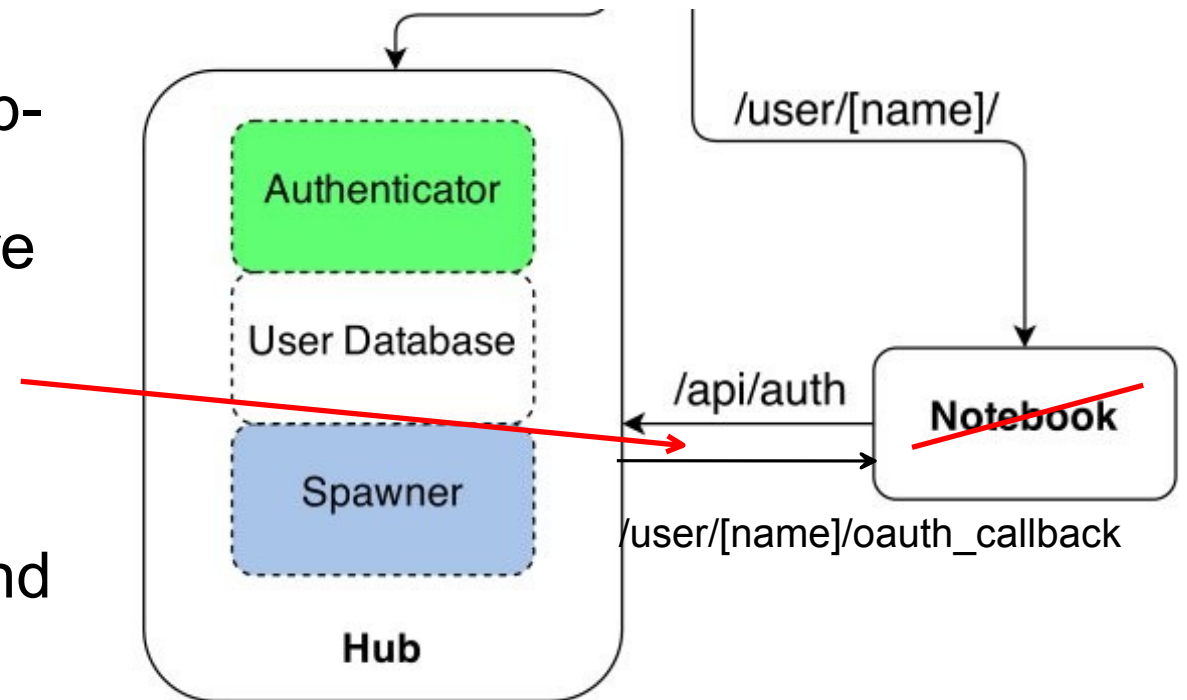 /user/[name]/
Authenticator
User Database
/api/auth
Notebook
Spawner
/user/[name]/oauth_callback
Hub